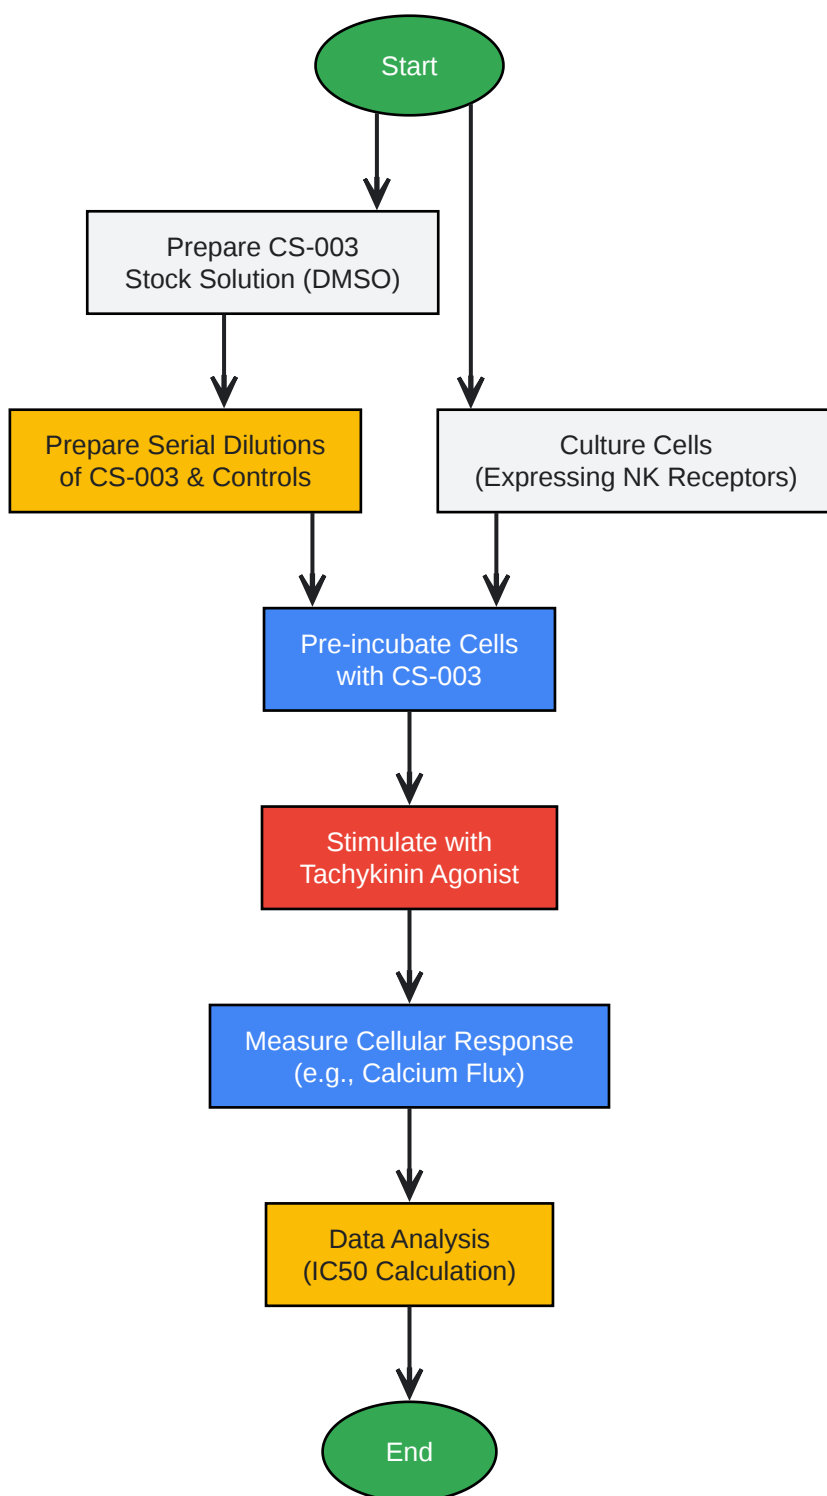 Start
Prepare CS-003
Stock Solution (DMSO)
Prepare Serial Dilutions
of CS-003 & Controls
Culture Cells
(Expressing NK Receptors)
Pre-incubate Cells
with CS-003
Stimulate with
Tachykinin Agonist
Measure Cellular Response
(e.g., Calcium Flux)
Data Analysis
(IC50 Calculation)
End